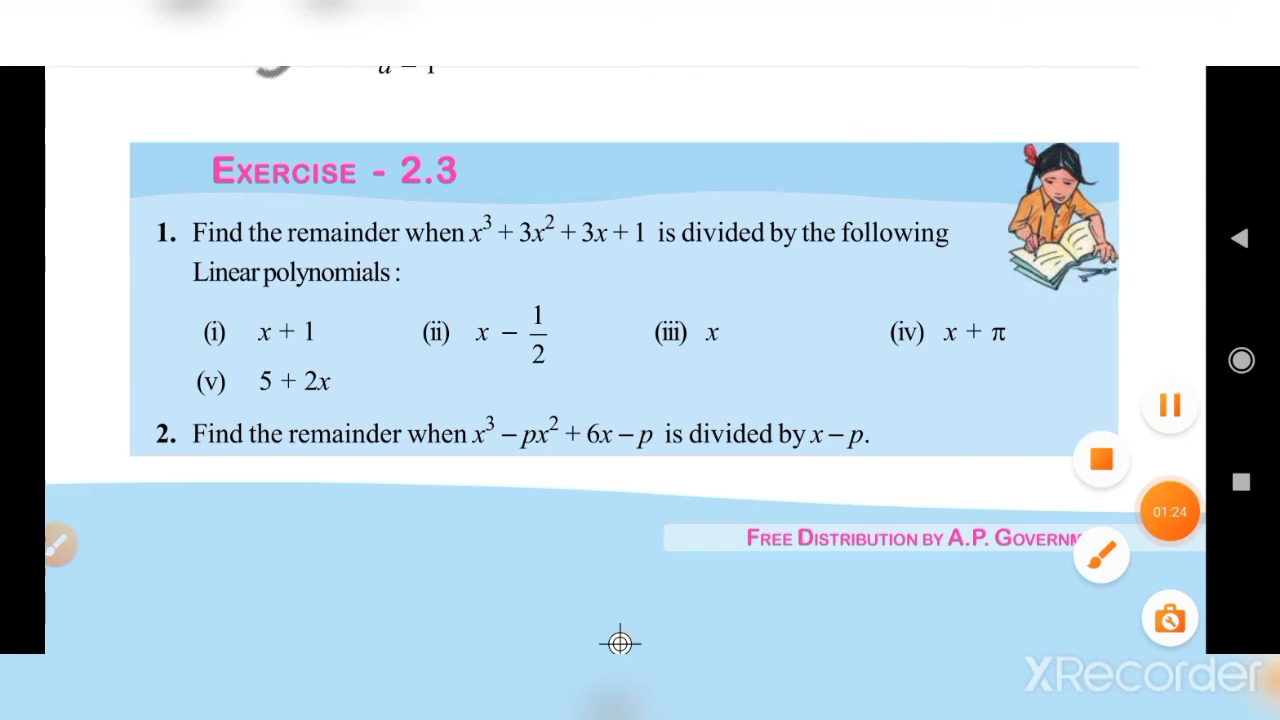 EXERCISE - 2.3
1. Find the remainder when x³ + 3x² + 3x + 1 is divided by the following
Linear polynomials :
(i) x + 1 (ii) x − 1/2 (iii) x (iv) x + π
(v) 5 + 2x
2. Find the remainder when x³ − px² + 6x − p is divided by x − p.
01:24
FREE DISTRIBUTION BY A.P. GOVERNM
XRecorder